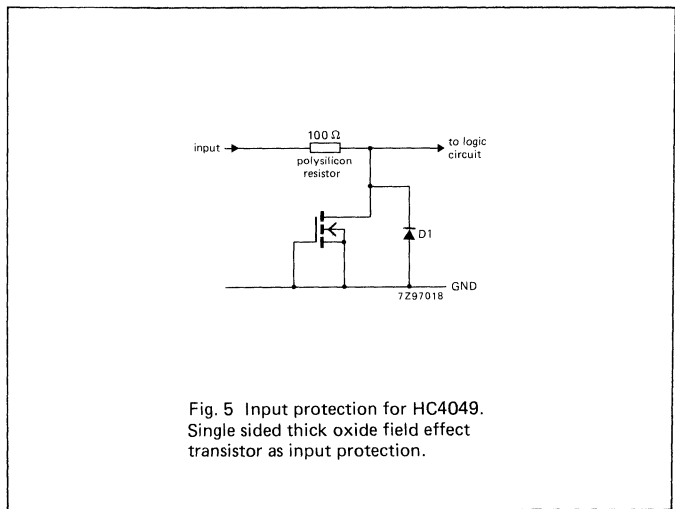 100 Ω
input
polysilicon
resistor
to logic
circuit
D1
GND
7Z97018
Fig. 5 Input protection for HC4049.
Single sided thick oxide field effect
transistor as input protection.